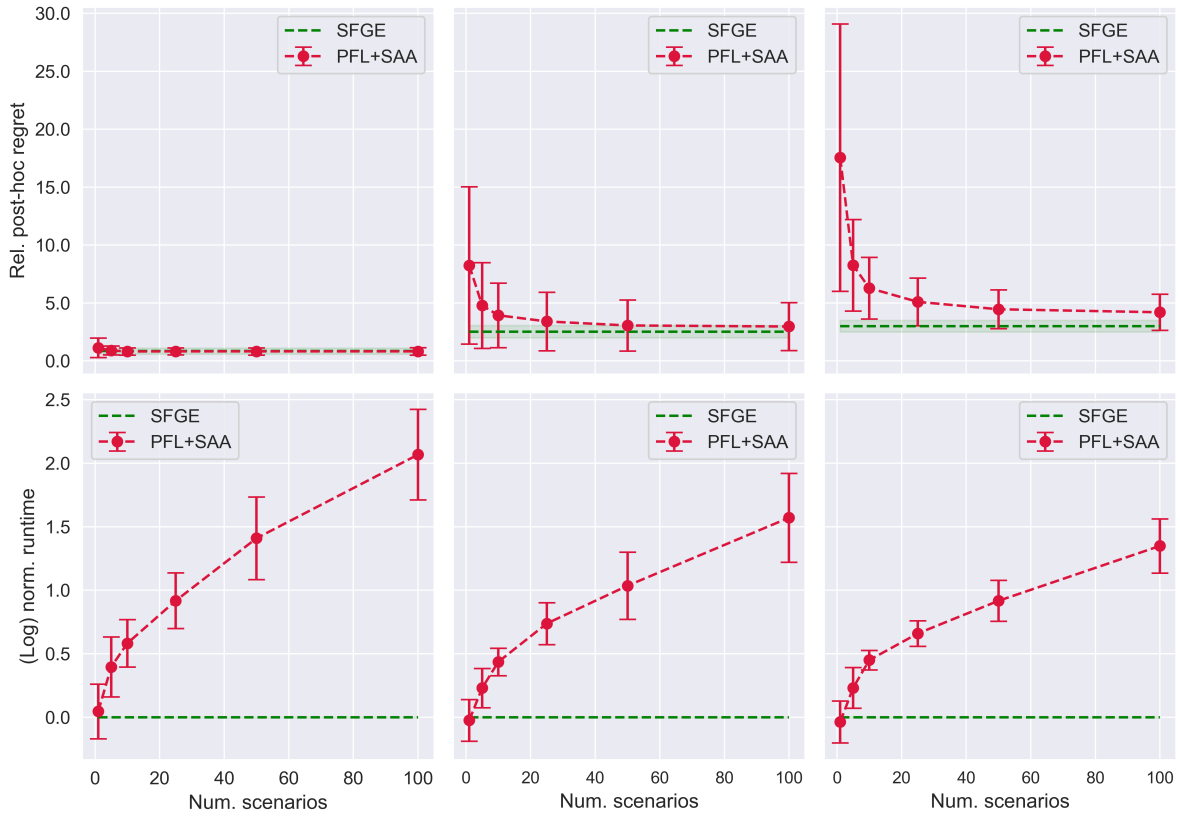 30.0
25.0
20.0
15.0
10.0
5.0
0.0
Rel. post-hoc regret
SFGE
PFL+SAA
SFGE
PFL+SAA
SFGE
PFL+SAA
2.5
2.0
1.5
1.0
0.5
0.0
(Log) norm. runtime
SFGE
PFL+SAA
SFGE
PFL+SAA
SFGE
PFL+SAA
0 20 40 60 80 100
0 20 40 60 80 100
0 20 40 60 80 100
Num. scenarios
Num. scenarios
Num. scenarios